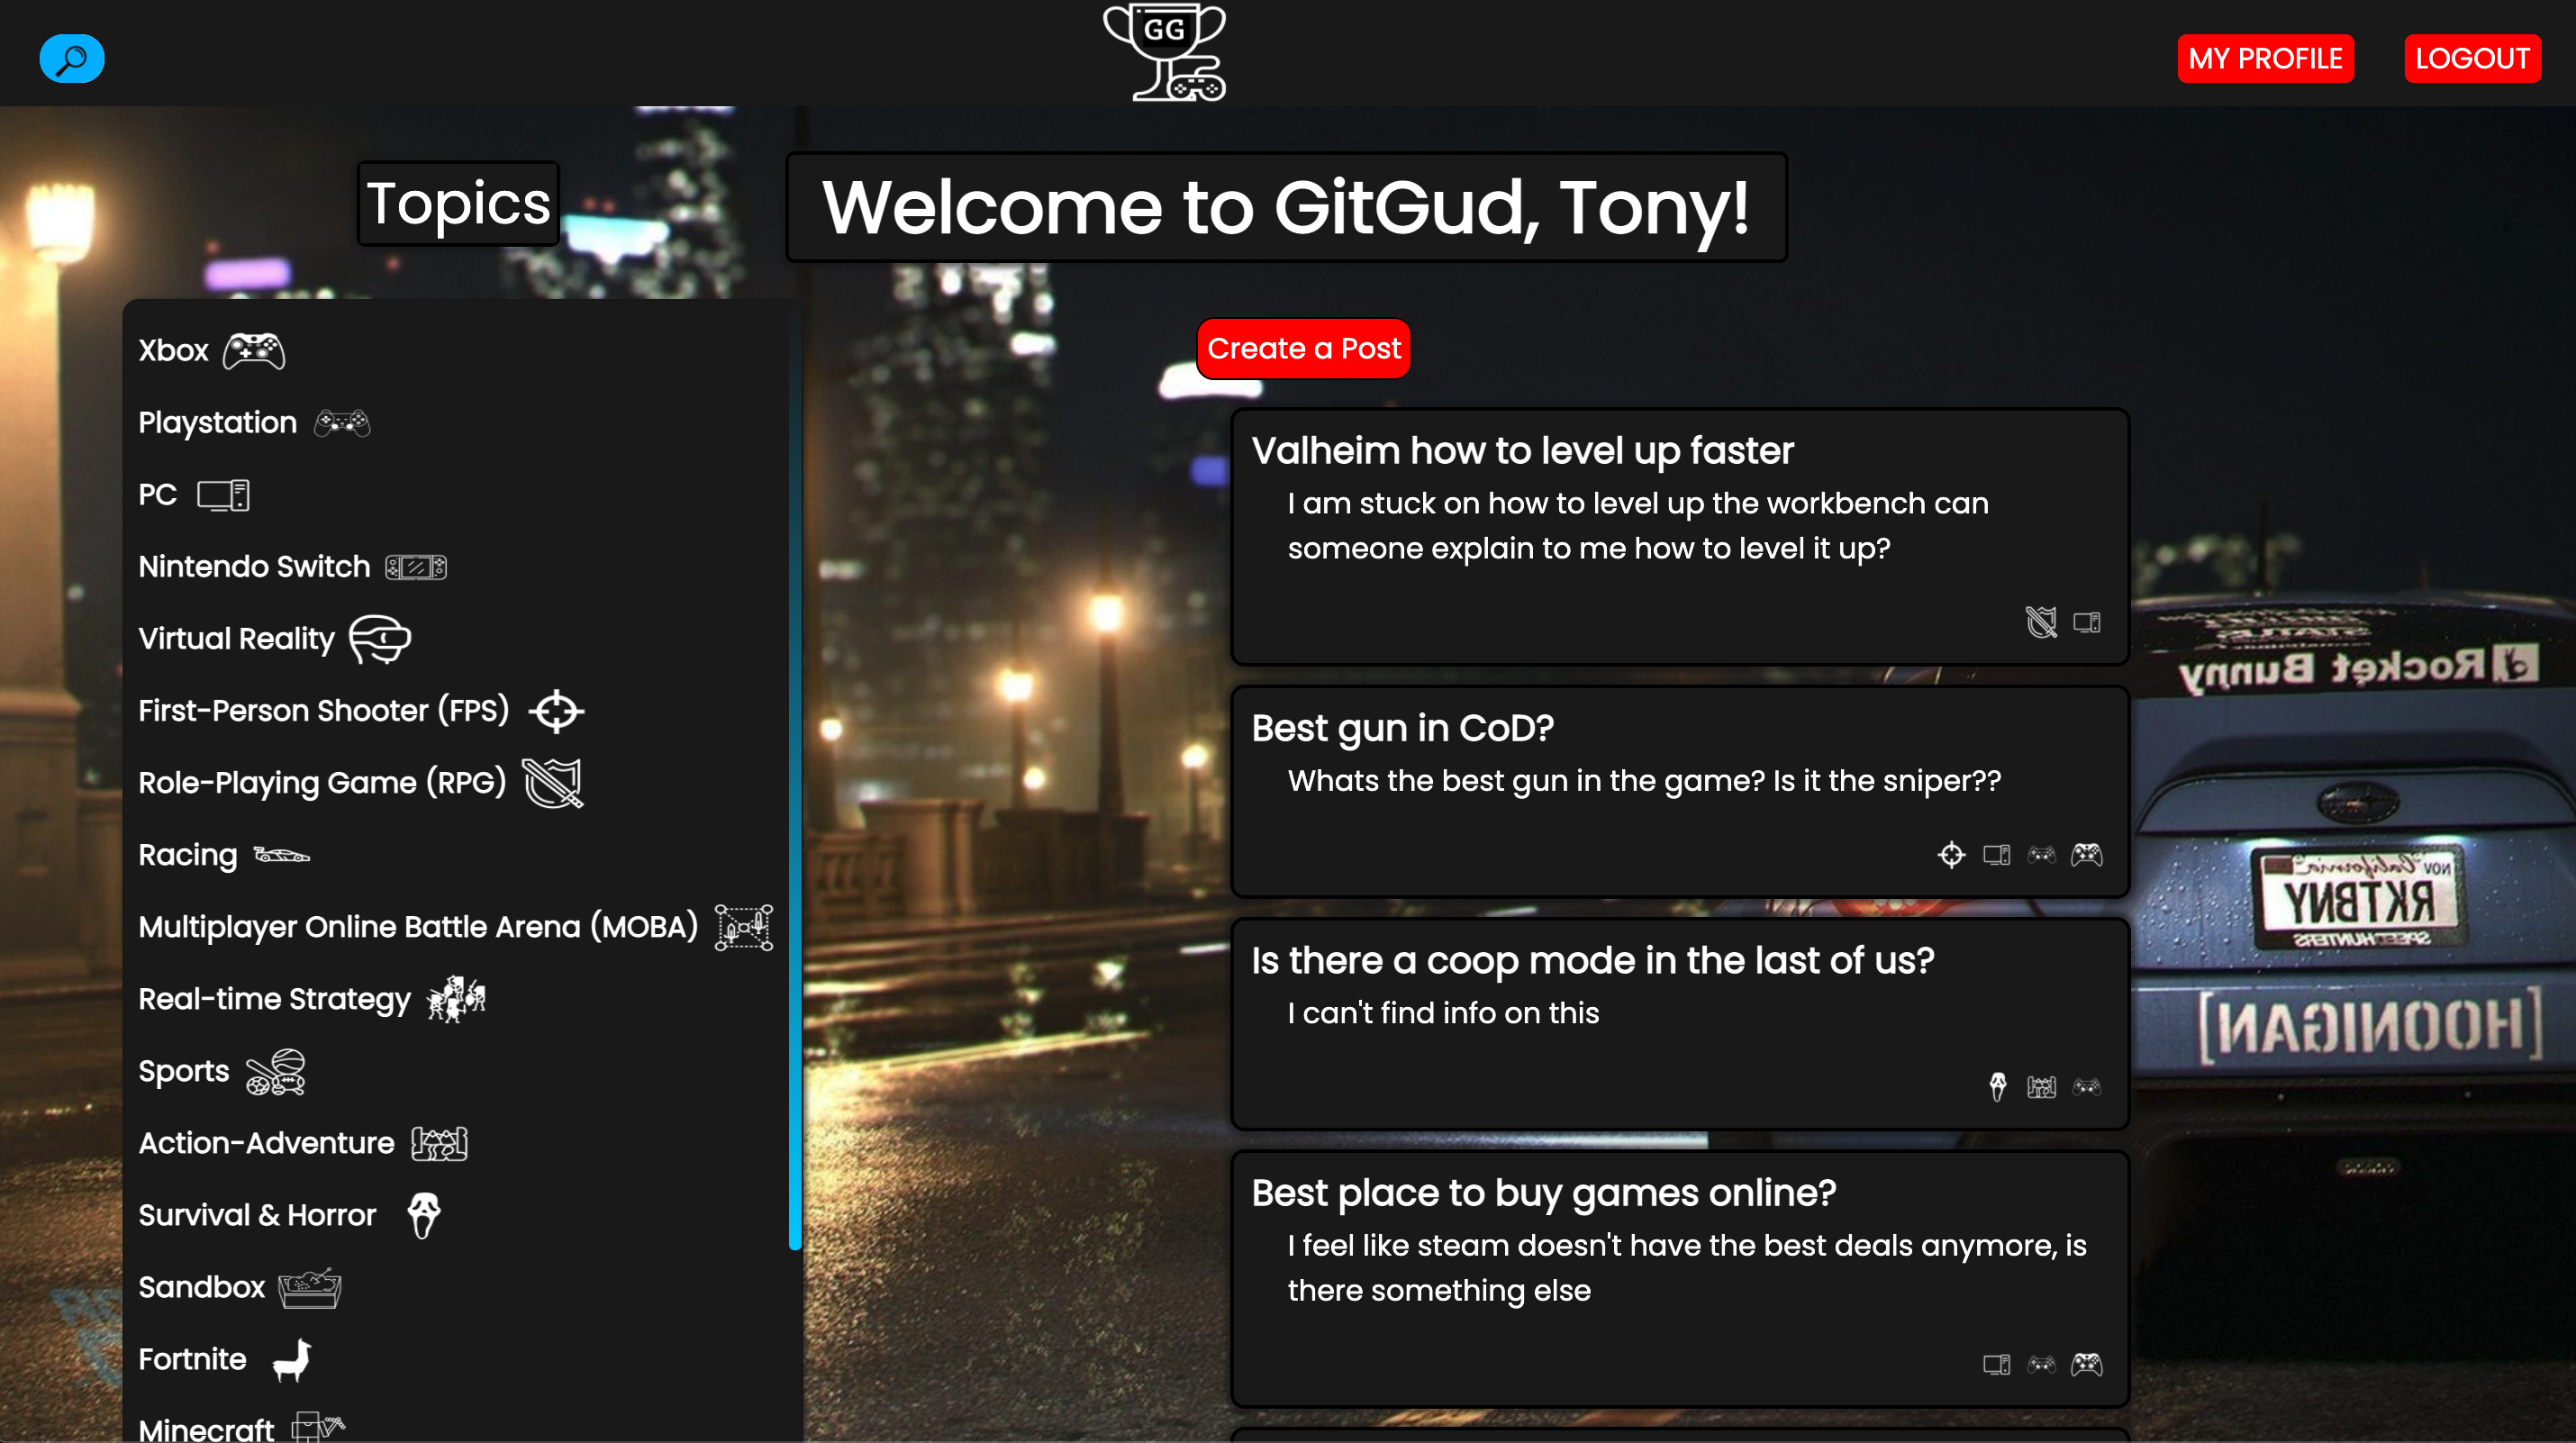 GG
MY PROFILE
LOGOUT
Topics
Welcome to GitGud, Tony!
Xbox
Playstation
PC
Nintendo Switch
Virtual Reality
First-Person Shooter (FPS)
Role-Playing Game (RPG)
Racing
Multiplayer Online Battle Arena (MOBA)
Real-time Strategy
Sports
Action-Adventure
Survival & Horror
Sandbox
Fortnite
Minecraft
Create a Post
Valheim how to level up faster
I am stuck on how to level up the workbench can
someone explain to me how to level it up?
Best gun in CoD?
Whats the best gun in the game? Is it the sniper??
Is there a coop mode in the last of us?
I can't find info on this
Best place to buy games online?
I feel like steam doesn't have the best deals anymore, is
there something else
Rocket Bunny
NOV California
RKTBNY
SPEED HUNTERS
[HOONIGAN]